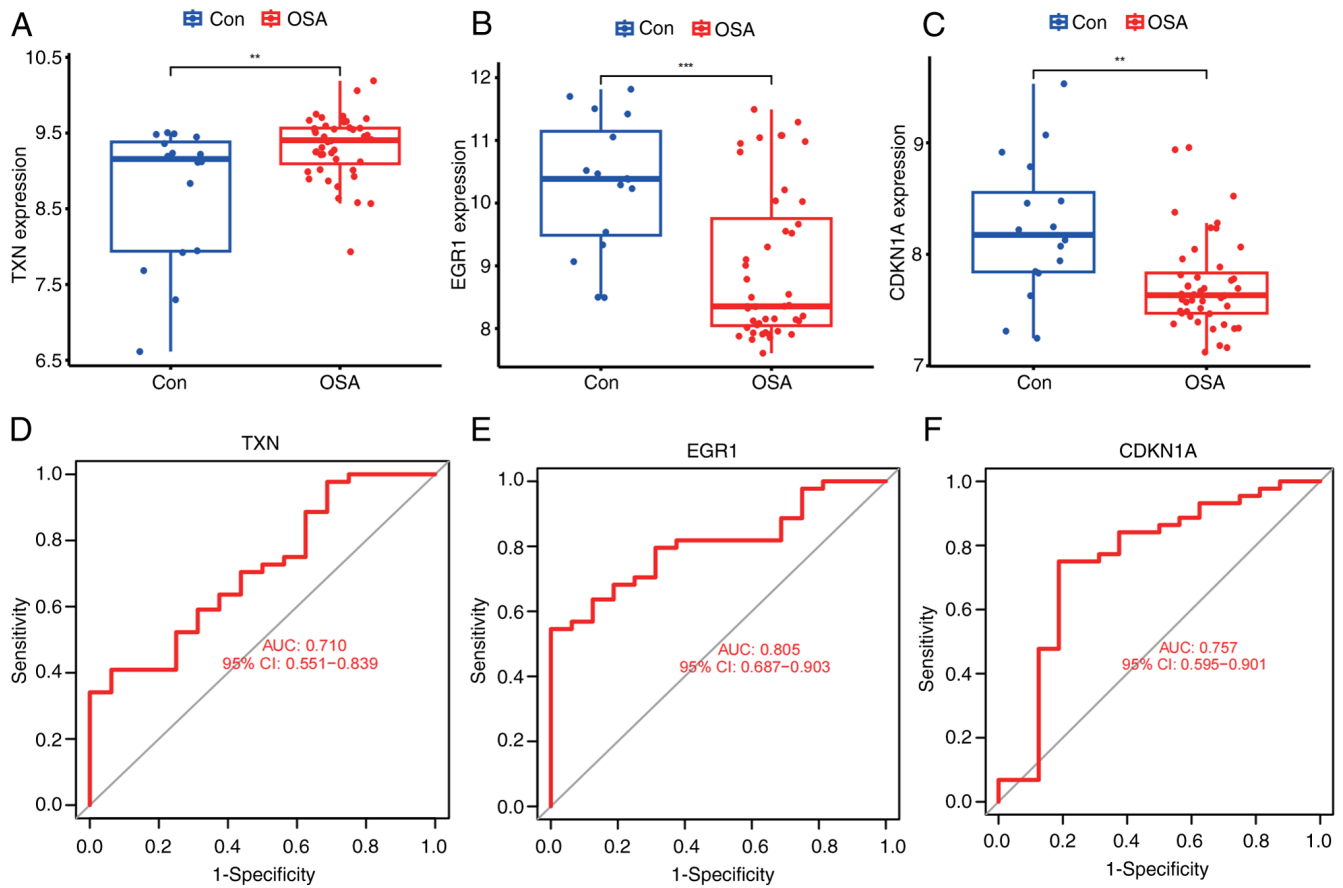 A
Con
OSA
**
TXN expression
10.5
9.5
8.5
7.5
6.5
Con
OSA
B
Con
OSA
***
EGR1 expression
12
11
10
9
8
Con
OSA
C
Con
OSA
**
CDKN1A expression
9
8
7
Con
OSA
D
TXN
Sensitivity
1.0
0.8
0.6
0.4
0.2
0.0
AUC: 0.710
95% CI: 0.551−0.839
0.0 0.2 0.4 0.6 0.8 1.0
1-Specificity
E
EGR1
Sensitivity
1.0
0.8
0.6
0.4
0.2
0.0
AUC: 0.805
95% CI: 0.687−0.903
0.0 0.2 0.4 0.6 0.8 1.0
1-Specificity
F
CDKN1A
Sensitivity
1.0
0.8
0.6
0.4
0.2
0.0
AUC: 0.757
95% CI: 0.595−0.901
0.0 0.2 0.4 0.6 0.8 1.0
1-Specificity